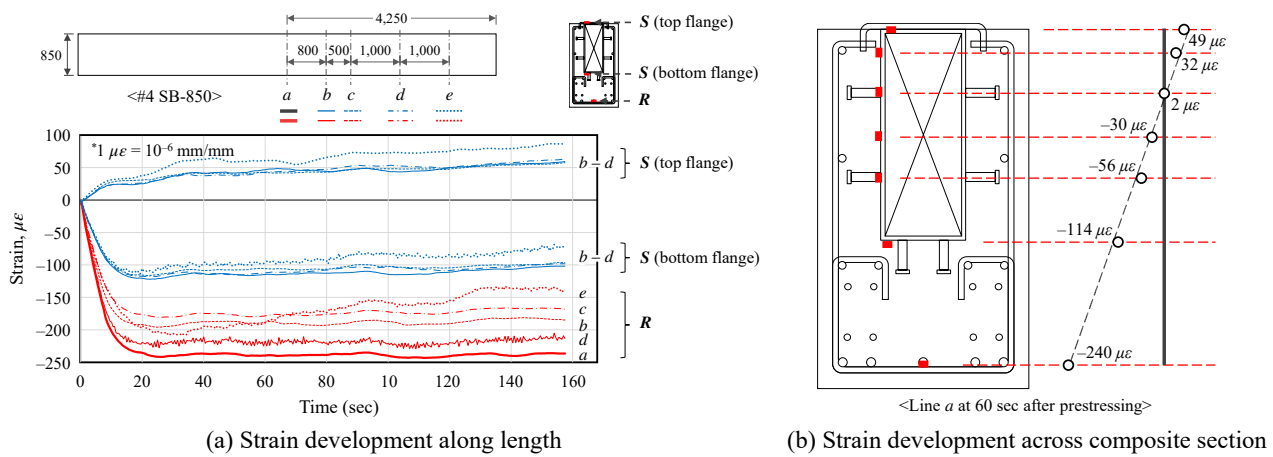 4,250
850
800
500
1,000
1,000
<#4 SB-850>
a
b
c
d
e
S (top flange)
S (bottom flange)
R
*1 με = 10⁻⁶ mm/mm
100
50
0
–50
–100
–150
–200
–250
Strain, με
0
20
40
60
80
100
120
140
160
Time (sec)
b – d
S (top flange)
b – d
S (bottom flange)
e
c
b
d
a
R
(a) Strain development along length
49 με
32 με
2 με
–30 με
–56 με
–114 με
–240 με
<Line a at 60 sec after prestressing>
(b) Strain development across composite section